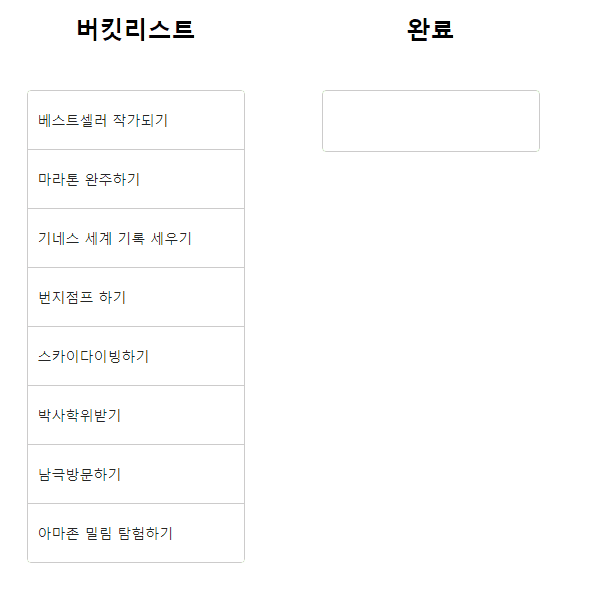 버킷리스트
완료
베스트셀러 작가되기
마라톤 완주하기
기네스 세계 기록 세우기
번지점프 하기
스카이다이빙하기
박사학위받기
남극방문하기
아마존 밀림 탐험하기